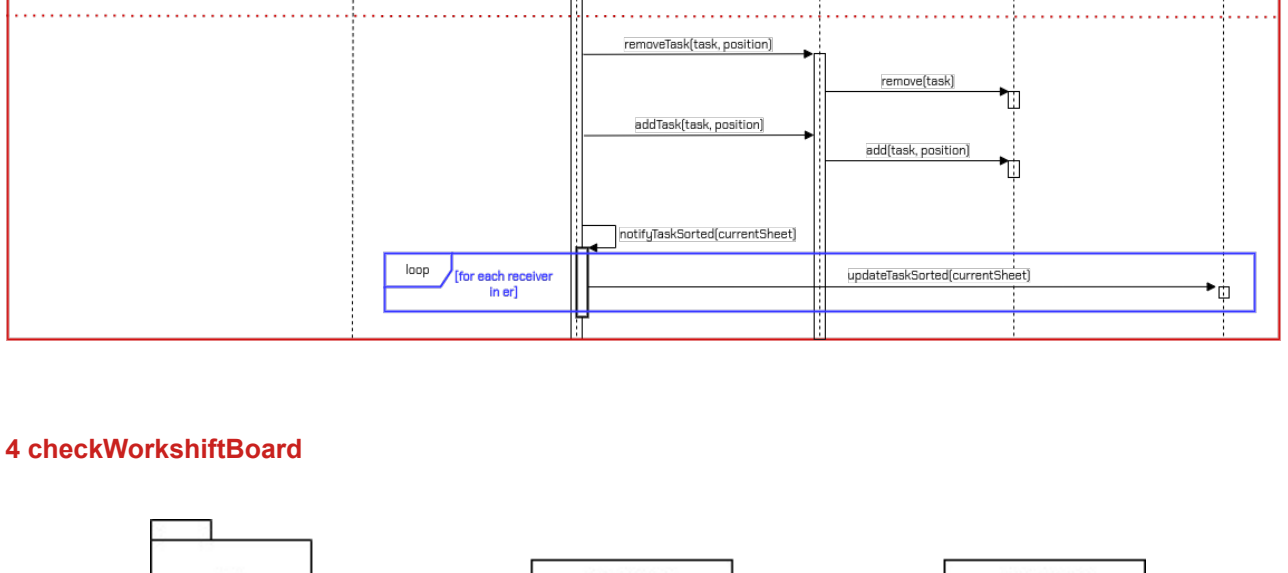 removeTask(task, position)
remove(task)
addTask(task, position)
add(task, position)
notifyTaskSorted(currentSheet)
loop
[for each receiver
in er]
updateTaskSorted(currentSheet)
4 checkWorkshiftBoard